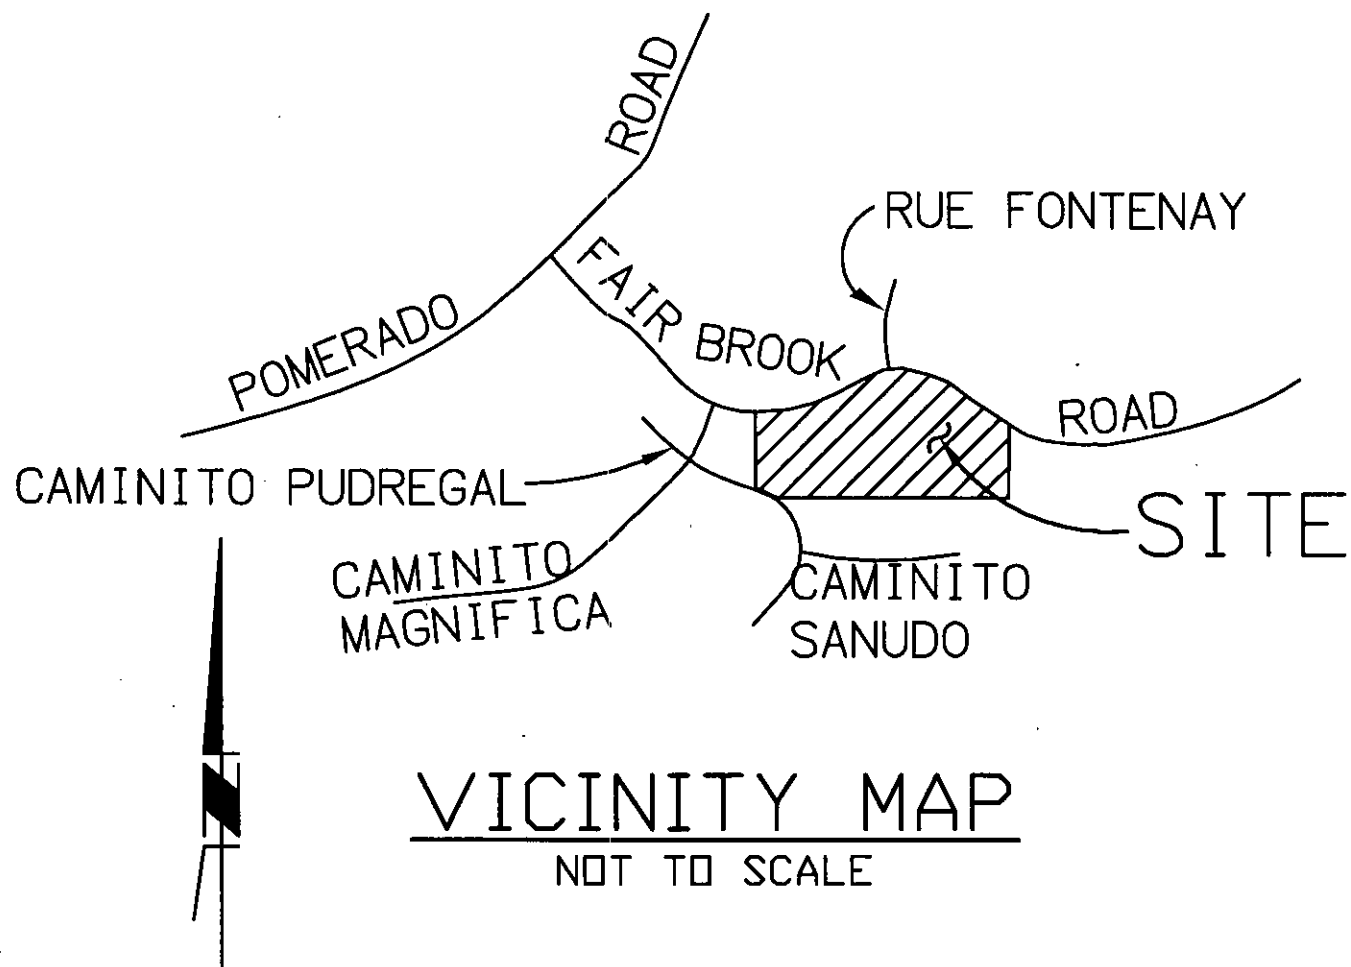 POMERADO ROAD
FAIR BROOK ROAD
RUE FONTENAY
CAMINITO PUDREGAL
SITE
CAMINITO
MAGNIFICA
CAMINITO
SANUDO
N
VICINITY MAP
NOT TO SCALE